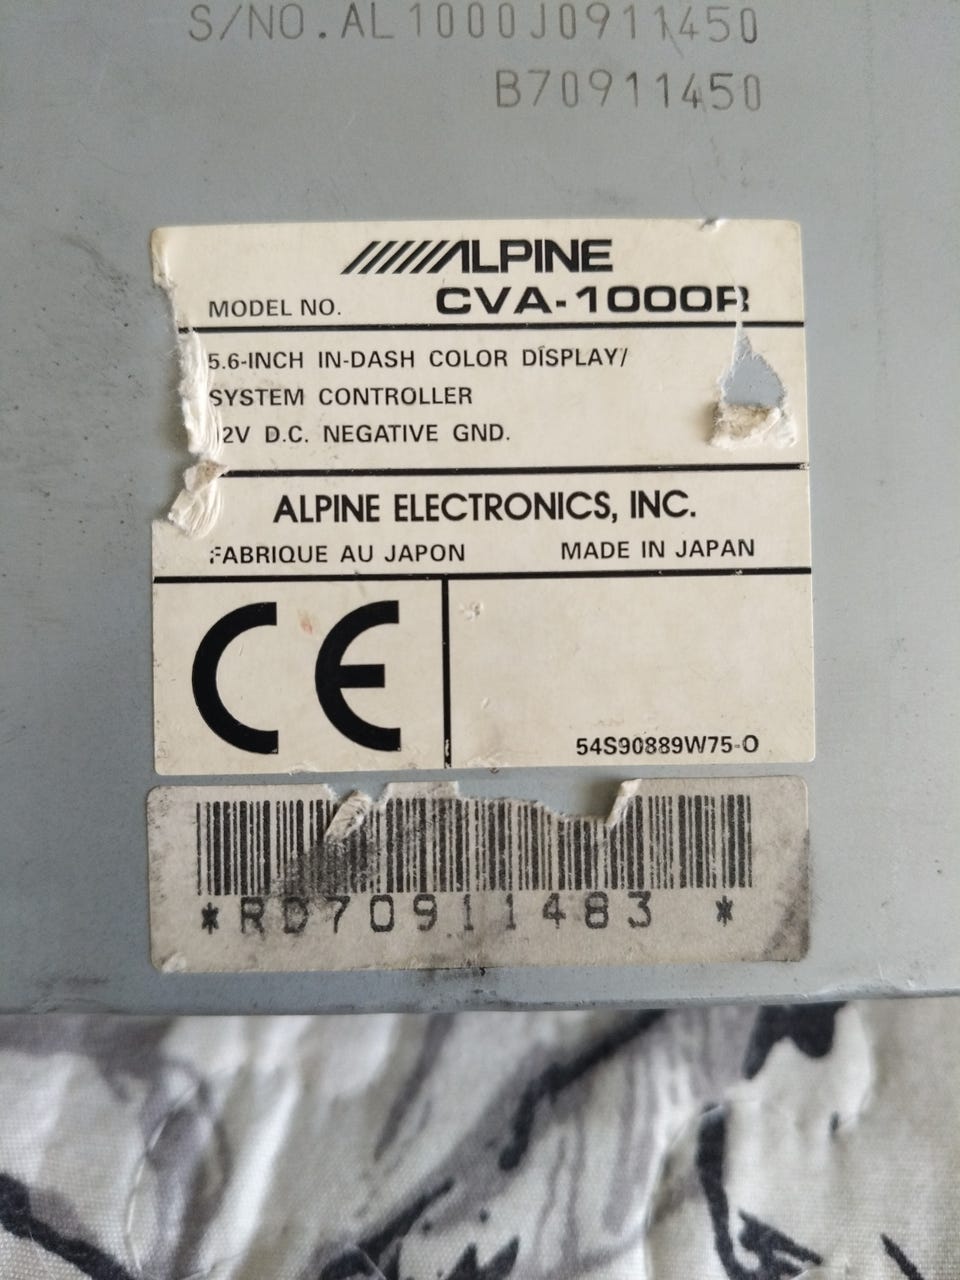 S/NO.AL1000J0911450
B70911450
ALPINE
MODEL NO. CVA-1000R
5.6-INCH IN-DASH COLOR DISPLAY/
SYSTEM CONTROLLER
2V D.C. NEGATIVE GND.
ALPINE ELECTRONICS, INC.
FABRIQUE AU JAPON MADE IN JAPAN
CE
54S90889W75-O
*RD70911483 *